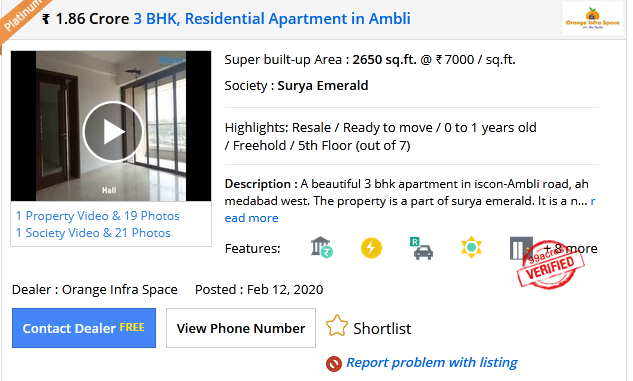 Platinum
₹ 1.86 Crore 3 BHK, Residential Apartment in Ambli
Orange Infra Space
Super built-up Area : 2650 sq.ft. @ ₹ 7000 / sq.ft.
Society : Surya Emerald
Highlights: Resale / Ready to move / 0 to 1 years old
/ Freehold / 5th Floor (out of 7)
Hall
Description : A beautiful 3 bhk apartment in iscon-Ambli road, ah
medabad west. The property is a part of surya emerald. It is a n... r
ead more
1 Property Video & 19 Photos
1 Society Video & 21 Photos
Features:
₹
R
+ 8 more
99acres
VERIFIED
Dealer : Orange Infra Space Posted : Feb 12, 2020
Contact Dealer FREE
View Phone Number
Shortlist
Report problem with listing